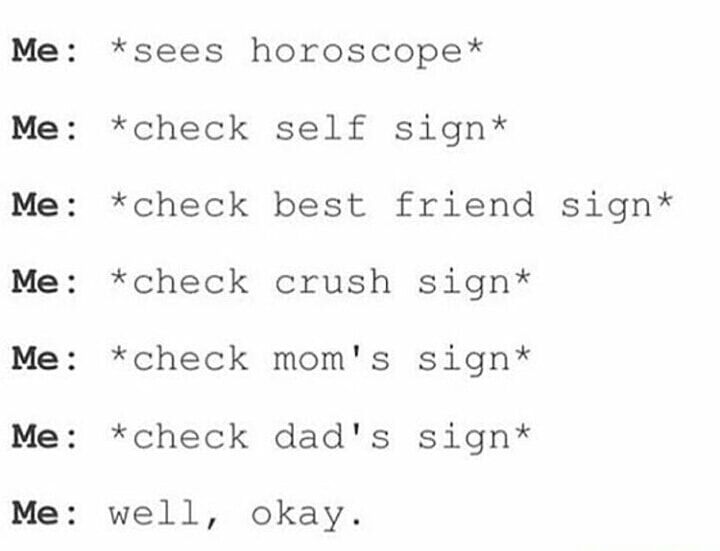 Me: *sees horoscope*
Me: *check self sign*
Me: *check best friend sign*
Me: *check crush sign*
Me: *check mom's sign*
Me: *check dad's sign*
Me: well, okay.